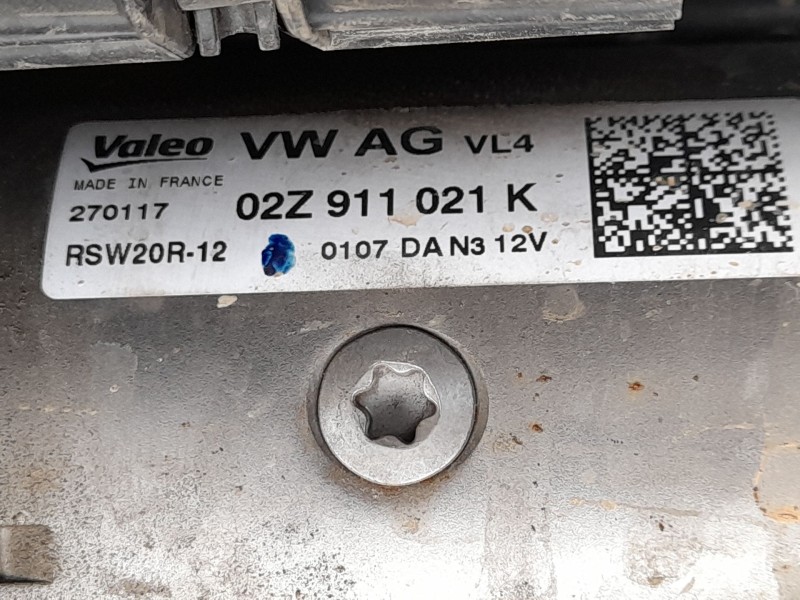 Valeo VW AG VL4
MADE IN FRANCE
270117 02Z 911 021 K
RSW20R-12 0107 DA N3 12V